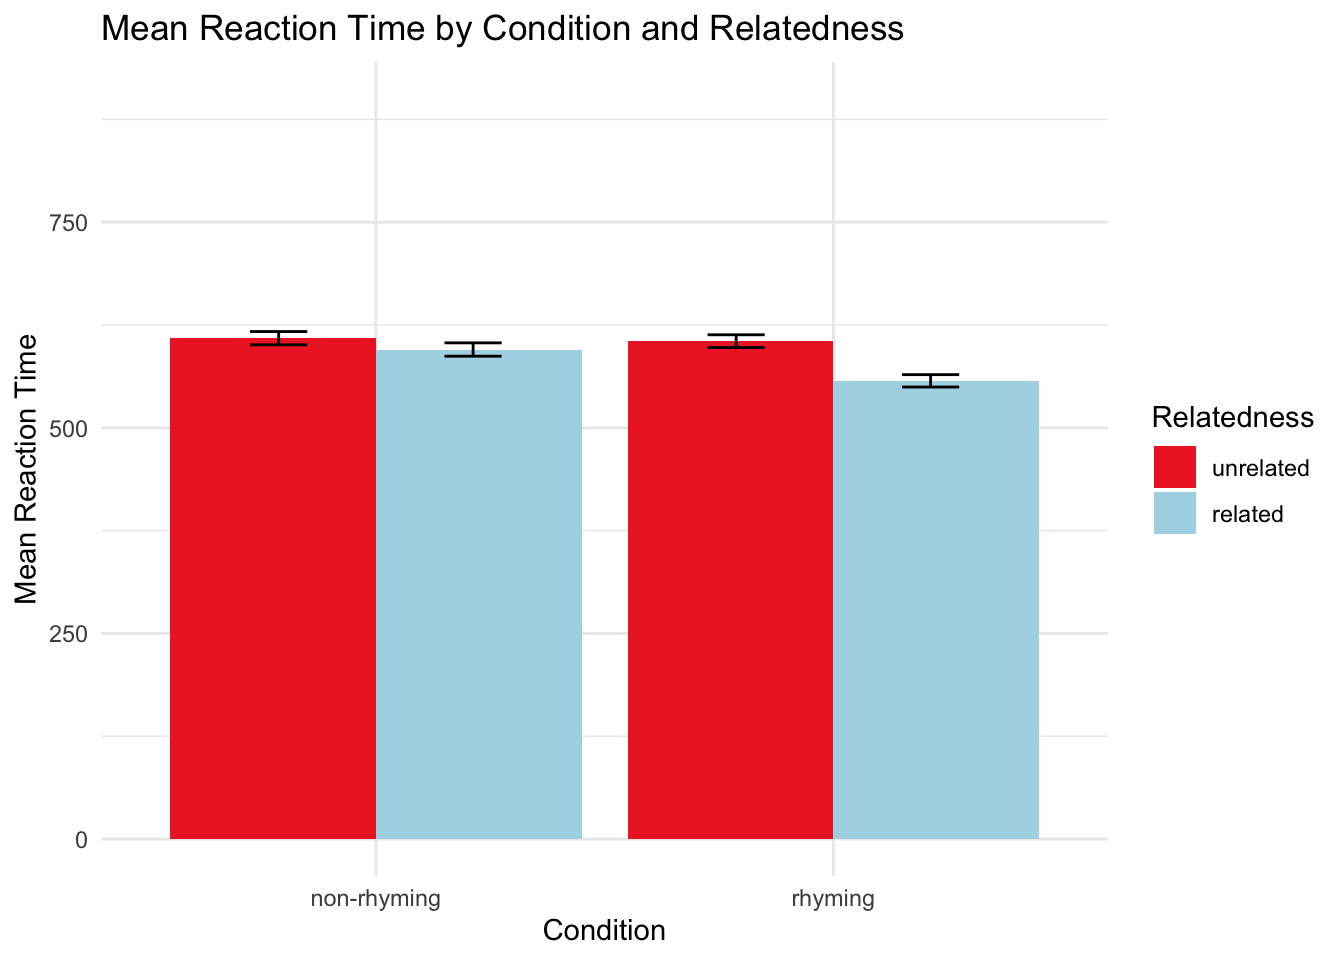 Mean Reaction Time by Condition and Relatedness
Mean Reaction Time
750
500
250
0
non-rhyming
rhyming
Condition
Relatedness
unrelated
related